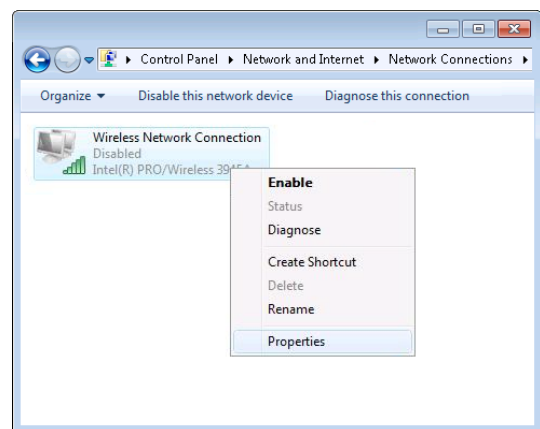 Control Panel Network and Internet Network Connections
Organize Disable this network device Diagnose this connection
Wireless Network Connection
Disabled
Intel(R) PRO/Wireless
Enable
Status
Diagnose
Create Shortcut
Delete
Rename
Properties